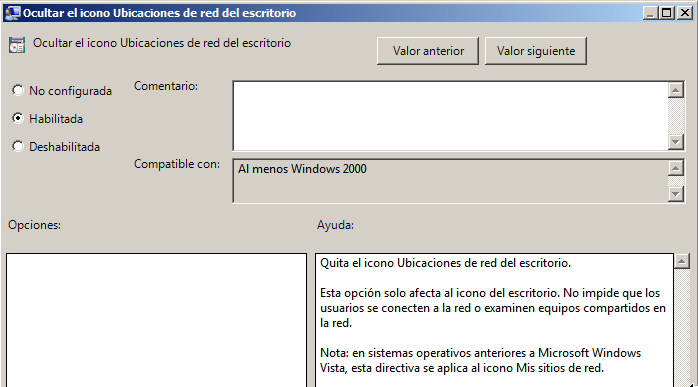 Ocultar el icono Ubicaciones de red del escritorio
Ocultar el icono Ubicaciones de red del escritorio
Valor anterior
Valor siguiente
No configurada
Comentario:
Habilitada
Deshabilitada
Compatible con:
Al menos Windows 2000
Opciones:
Ayuda:
Quita el icono Ubicaciones de red del escritorio.
Esta opción solo afecta al icono del escritorio. No impide que los
usuarios se conecten a la red o examinen equipos compartidos en
la red.
Nota: en sistemas operativos anteriores a Microsoft Windows
Vista, esta directiva se aplica al icono Mis sitios de red.